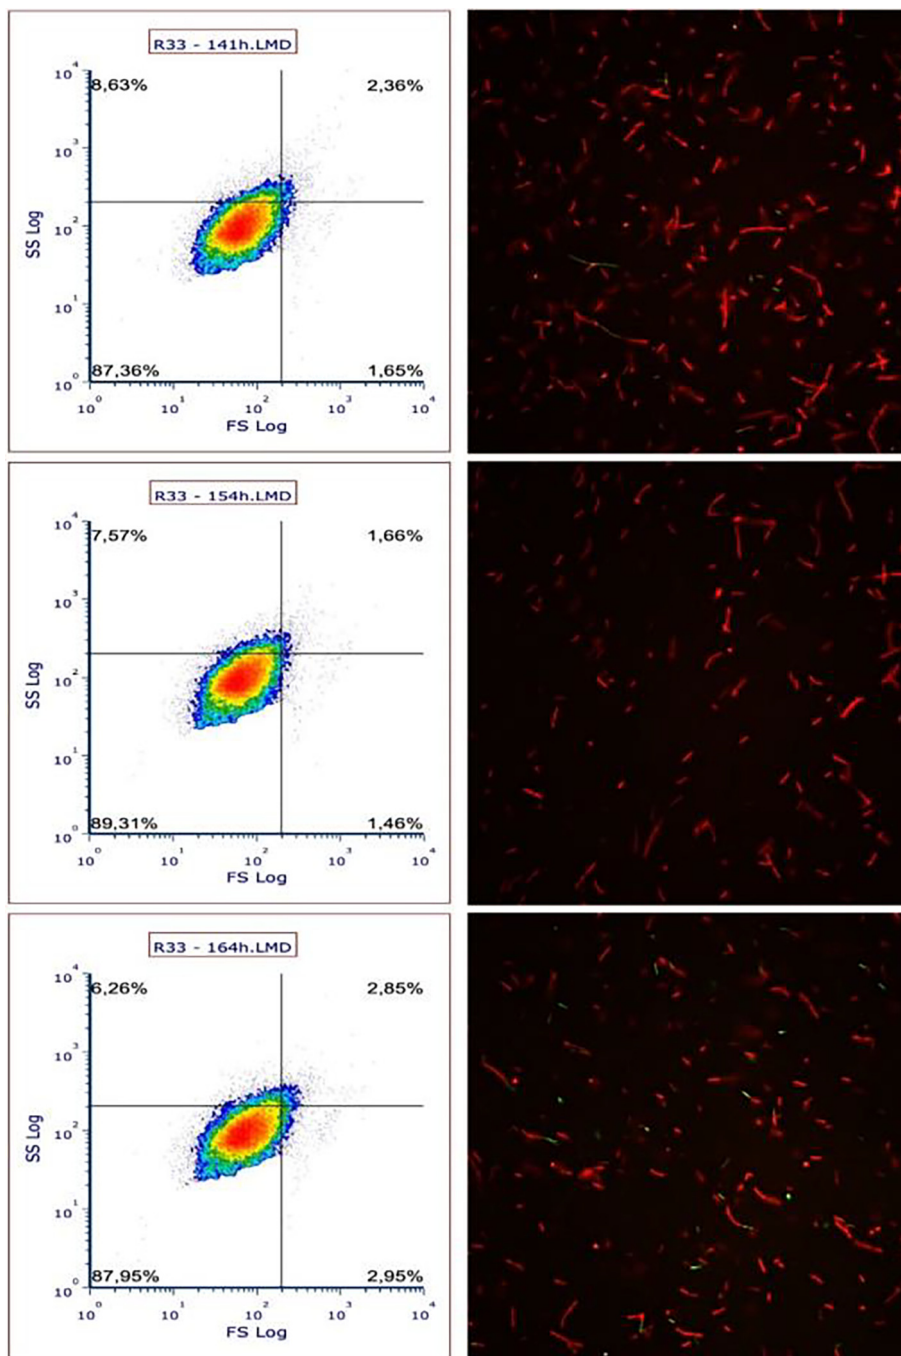 R33 - 141h.LMD
10⁴
8,63%
2,36%
10³
SS Log
10²
10¹
87,36%
1,65%
10⁰
10⁰ 10¹ 10² 10³ 10⁴
FS Log
R33 - 154h.LMD
10⁴
7,57%
1,66%
10³
SS Log
10²
10¹
89,31%
1,46%
10⁰
10⁰ 10¹ 10² 10³ 10⁴
FS Log
R33 - 164h.LMD
10⁴
6,26%
2,85%
10³
SS Log
10²
10¹
87,95%
2,95%
10⁰
10⁰ 10¹ 10² 10³ 10⁴
FS Log